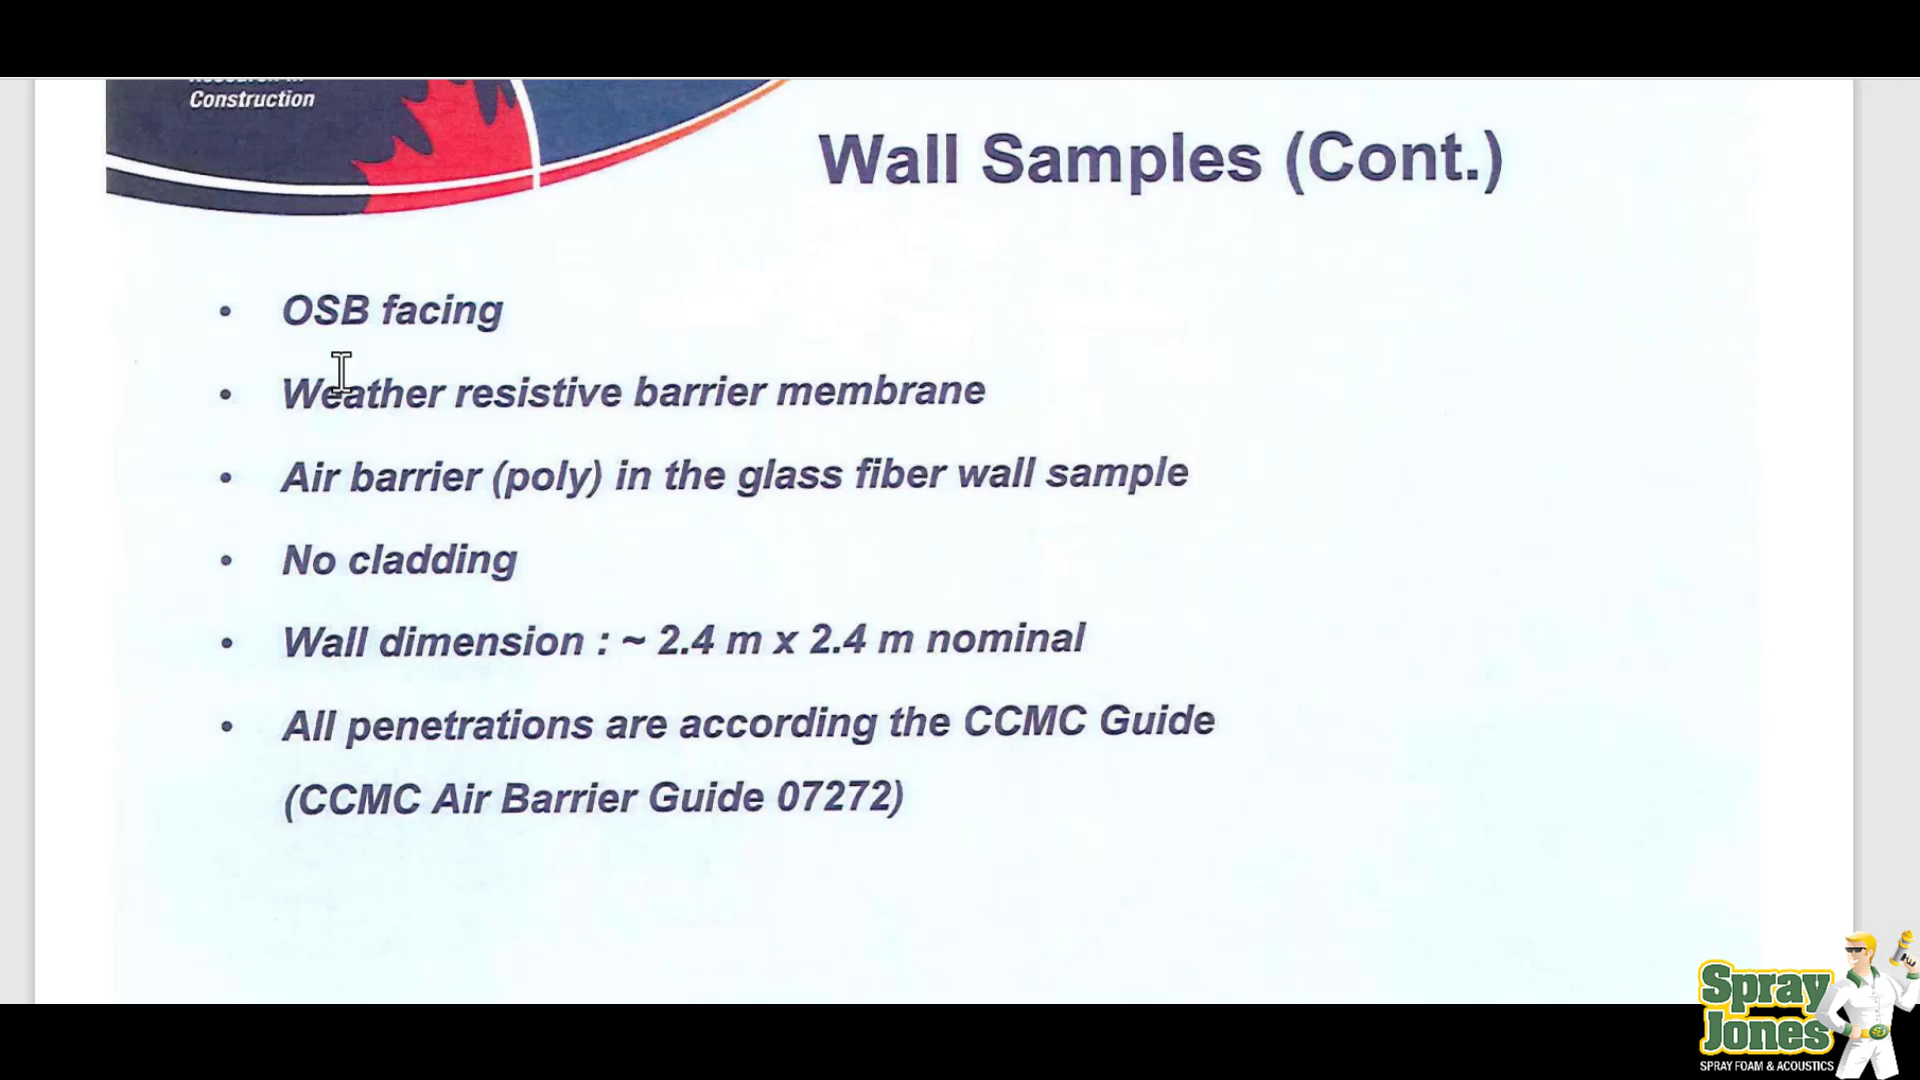 Construction
Wall Samples (Cont.)
• OSB facing
• Weather resistive barrier membrane
• Air barrier (poly) in the glass fiber wall sample
• No cladding
• Wall dimension : ~ 2.4 m x 2.4 m nominal
• All penetrations are according the CCMC Guide
(CCMC Air Barrier Guide 07272)
Spray
Jones
SPRAY FOAM & ACOUSTICS